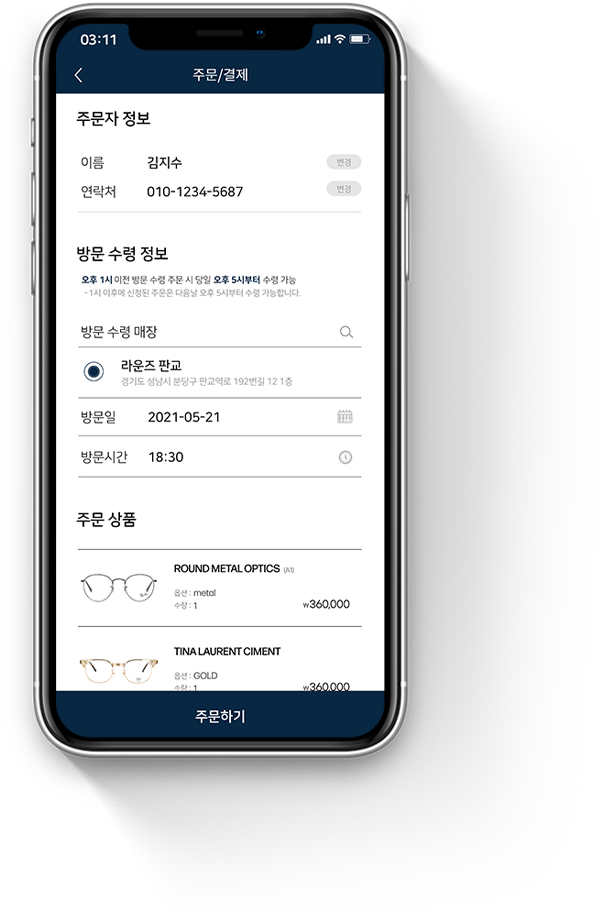 03:11
주문/결제
주문자 정보
이름 김지수 변경
연락처 010-1234-5687 변경
방문 수령 정보
오후 1시 이전 방문 수령 주문 시 당일 오후 5시부터 수령 가능
- 1시 이후에 신청된 주문은 다음날 오후 5시부터 수령 가능합니다.
방문 수령 매장
라운즈 판교
경기도 성남시 분당구 판교역로 192번길 12 1층
방문일 2021-05-21
방문시간 18:30
주문 상품
ROUND METAL OPTICS (A1)
옵션 : metal
수량 : 1 ₩360,000
TINA LAURENT CIMENT
옵션 : GOLD
수량 : 1 ₩360,000
주문하기